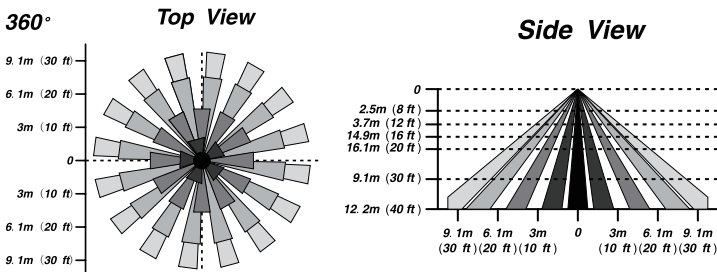 360°
Top View
9.1m (30 ft)
6.1m (20 ft)
3m (10 ft)
0
3m (10 ft)
6.1m (20 ft)
9.1m (30 ft)
Side View
0
2.5m (8 ft)
3.7m (12 ft)
14.9m (16 ft)
16.1m (20 ft)
9.1m (30 ft)
12.2m (40 ft)
9.1m 6.1m 3m 0 3m 6.1m 9.1m
(30 ft) (20 ft) (10 ft) (10 ft) (20 ft) (30 ft)